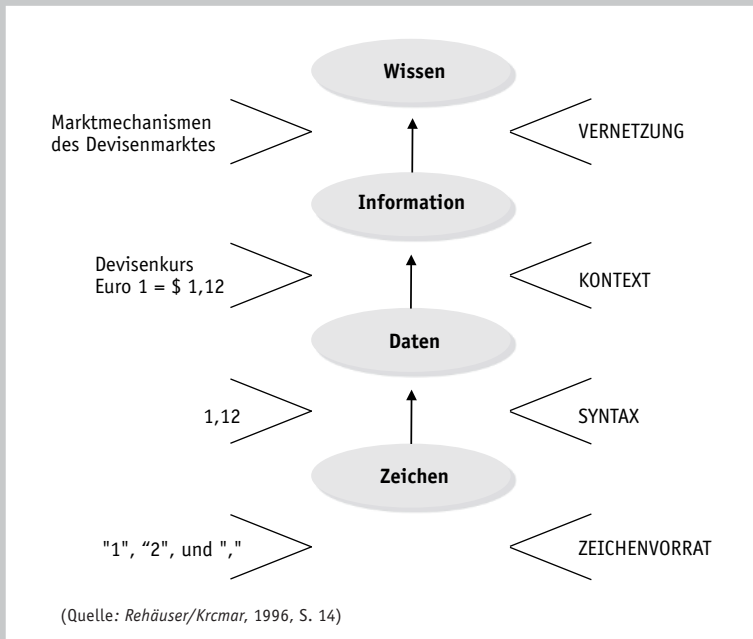 Wissen
Marktmechanismen
des Devisenmarktes
VERNETZUNG
Information
Devisenkurs
Euro 1 = $ 1,12
KONTEXT
Daten
1,12
SYNTAX
Zeichen
"1", “2", und ","
ZEICHENVORRAT
(Quelle: Rehäuser/Krcmar, 1996, S. 14)